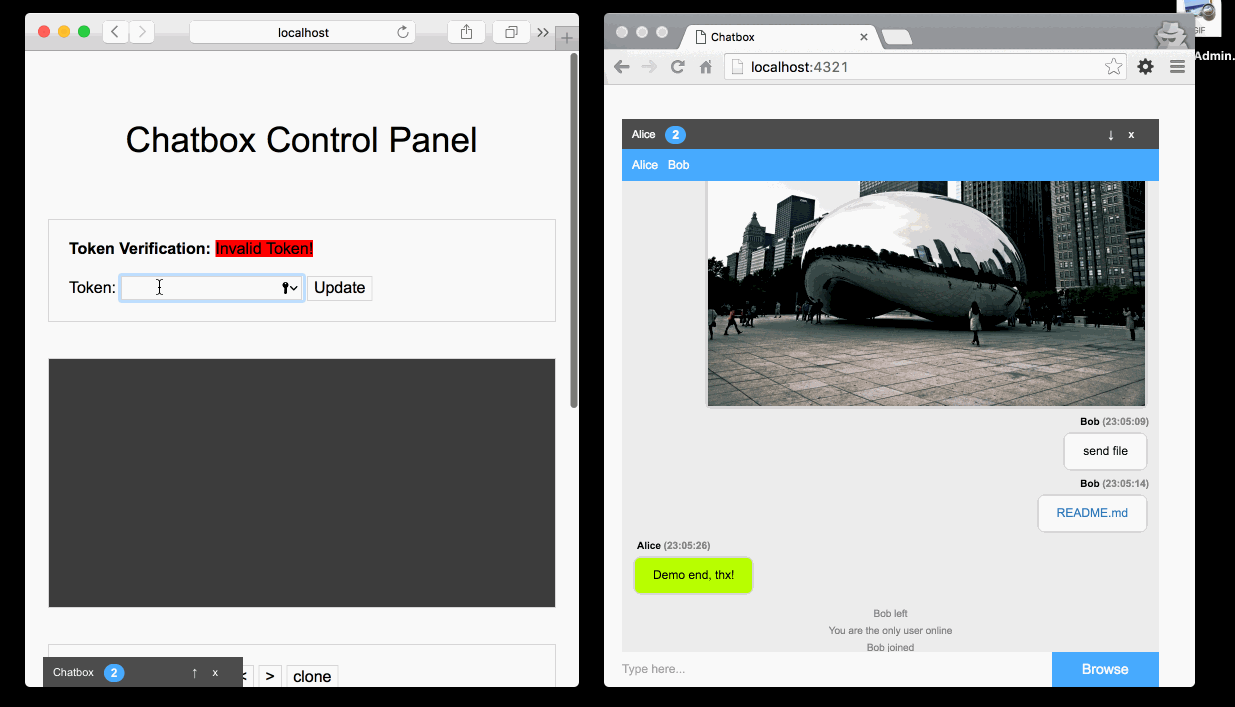 localhost
Chatbox Control Panel
Token Verification: Invalid Token!
Token: Update
Chatbox 2 ↑ x
> clone
Chatbox ×
localhost:4321
GIF
Admin.
Alice 2 ↓ x
Alice Bob
Bob (23:05:09)
send file
Bob (23:05:14)
README.md
Alice (23:05:26)
Demo end, thx!
Bob left
You are the only user online
Bob joined
Type here...
Browse